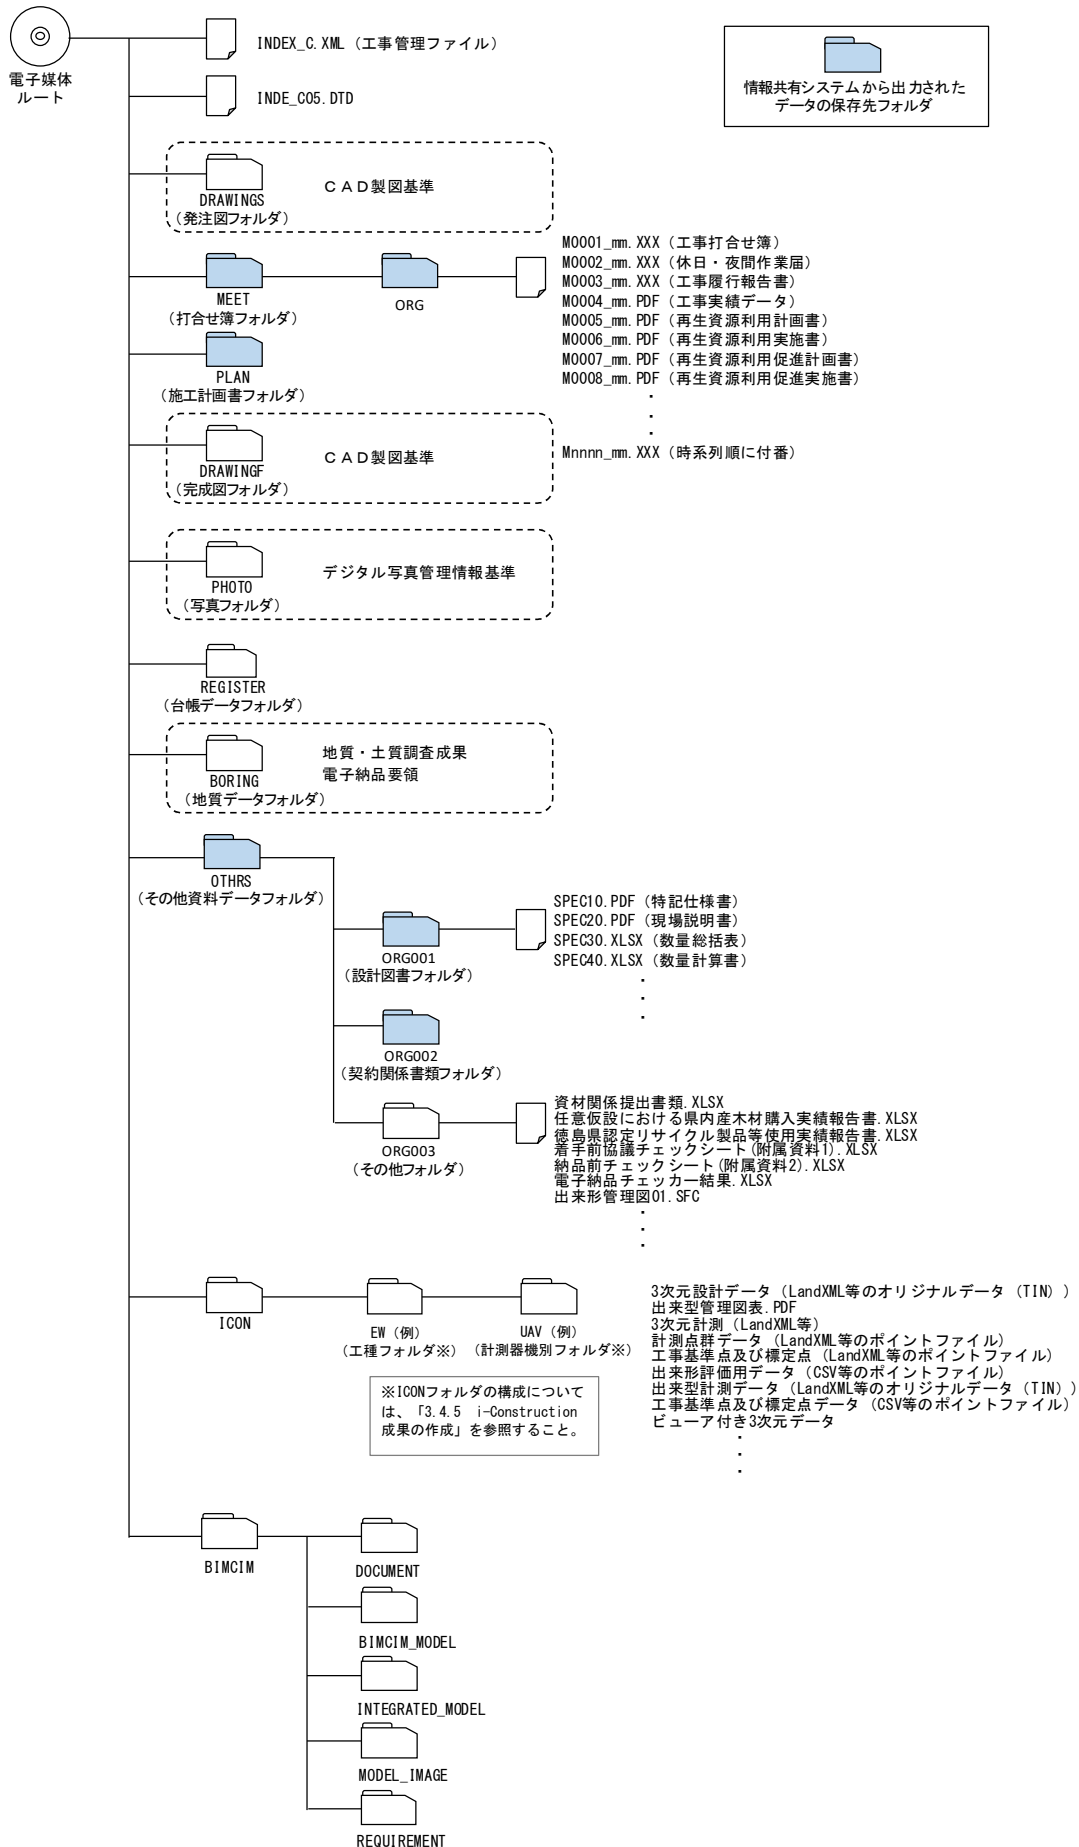 電子媒体
ルート
INDEX_C.XML（工事管理ファイル）
INDE_C05.DTD
情報共有システムから出力された
データの保存先フォルダ
DRAWINGS
（発注図フォルダ）
ＣＡＤ製図基準
MEET
（打合せ簿フォルダ）
ORG
M0001_mm.XXX（工事打合せ簿）
M0002_mm.XXX（休日・夜間作業届）
M0003_mm.XXX（工事履行報告書）
M0004_mm.PDF（工事実績データ）
M0005_mm.PDF（再生資源利用計画書）
M0006_mm.PDF（再生資源利用実施書）
M0007_mm.PDF（再生資源利用促進計画書）
M0008_mm.PDF（再生資源利用促進実施書）
・
・
・
Mnnnn_mm.XXX（時系列順に付番）
PLAN
（施工計画書フォルダ）
DRAWINGF
（完成図フォルダ）
ＣＡＤ製図基準
PHOTO
（写真フォルダ）
デジタル写真管理情報基準
REGISTER
（台帳データフォルダ）
BORING
（地質データフォルダ）
地質・土質調査成果
電子納品要領
OTHRS
（その他資料データフォルダ）
ORG001
（設計図書フォルダ）
SPEC10.PDF（特記仕様書）
SPEC20.PDF（現場説明書）
SPEC30.XLSX（数量総括表）
SPEC40.XLSX（数量計算書）
・
・
・
ORG002
（契約関係書類フォルダ）
ORG003
（その他フォルダ）
資材関係提出書類.XLSX
任意仮設における県内産木材購入実績報告書.XLSX
徳島県認定リサイクル製品等使用実績報告書.XLSX
着手前協議チェックシート(附属資料1).XLSX
納品前チェックシート(附属資料2).XLSX
電子納品チェッカー結果.XLSX
出来形管理図01.SFC
・
・
・
ICON
EW（例）
（工種フォルダ※）
UAV（例）
（計測器機別フォルダ※）
※ICONフォルダの構成について
は、「3.4.5　i-Construction
成果の作成」を参照すること。
3次元設計データ（LandXML等のオリジナルデータ（TIN））
出来型管理図表.PDF
3次元計測（LandXML等）
計測点群データ（LandXML等のポイントファイル）
工事基準点及び標定点（LandXML等のポイントファイル）
出来形評価用データ（CSV等のポイントファイル）
出来型計測データ（LandXML等のオリジナルデータ（TIN））
工事基準点及び標定点データ（CSV等のポイントファイル）
ビューア付き3次元データ
・
・
・
BIMCIM
DOCUMENT
BIMCIM_MODEL
INTEGRATED_MODEL
MODEL_IMAGE
REQUIREMENT